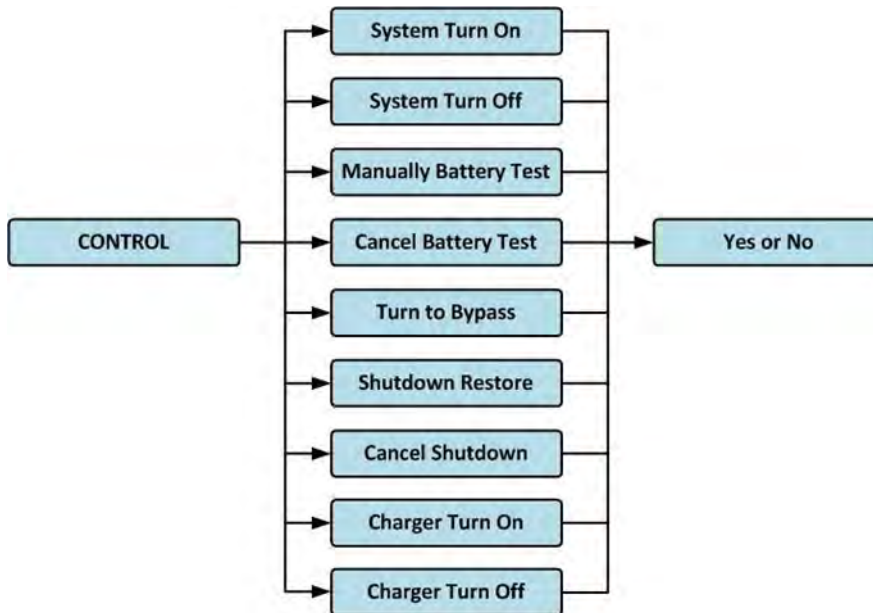 System Turn On
System Turn Off
Manually Battery Test
CONTROL
Cancel Battery Test
Yes or No
Turn to Bypass
Shutdown Restore
Cancel Shutdown
Charger Turn On
Charger Turn Off